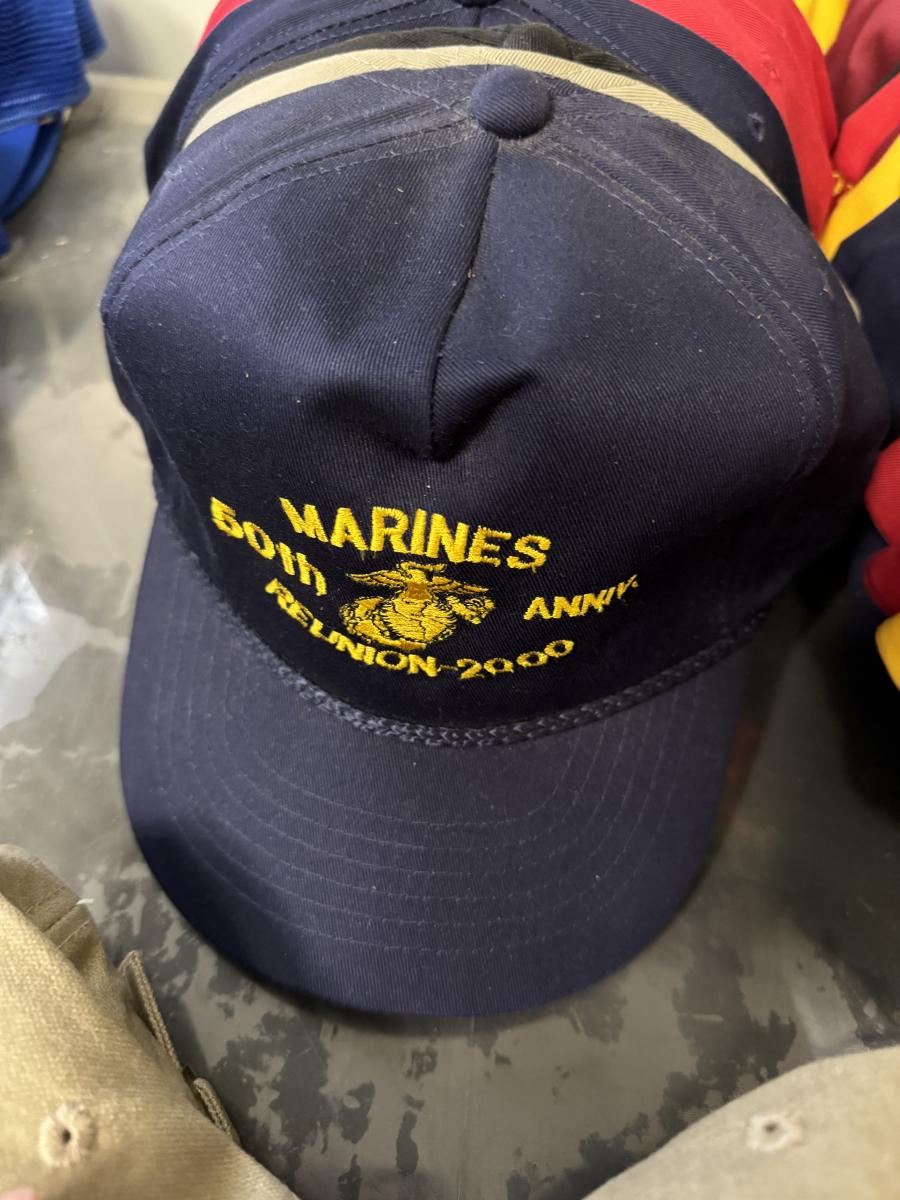 MARINES
50th ANNIV.
REUNION-2000